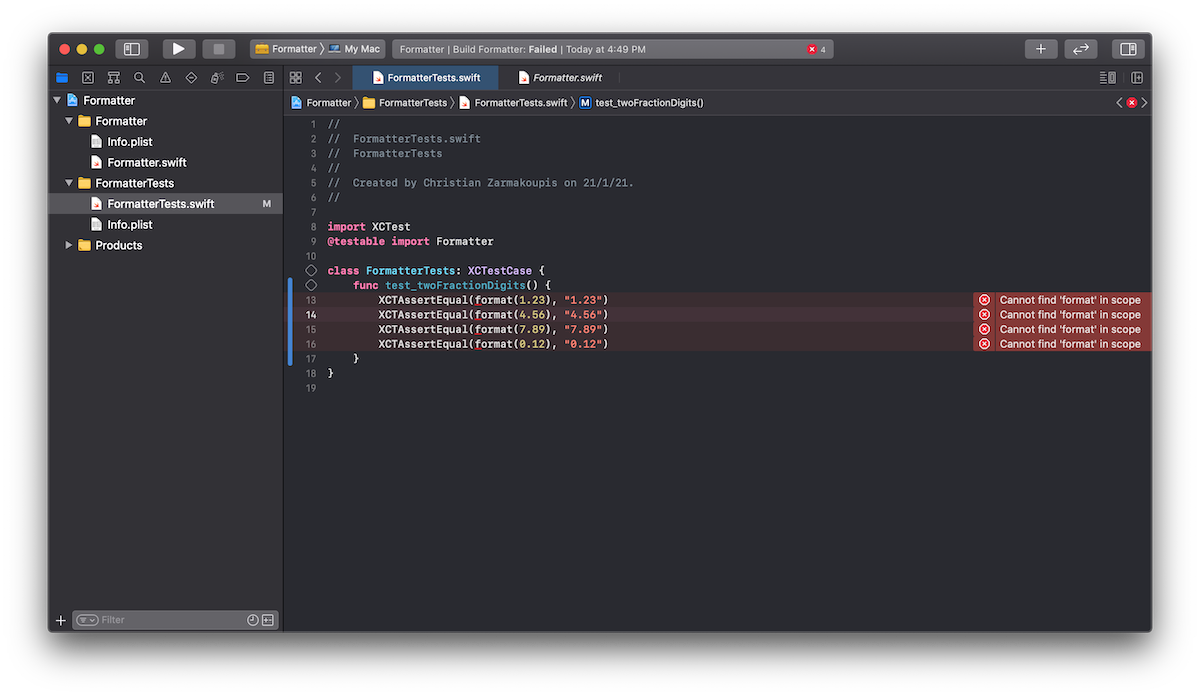 Formatter 〉 My Mac
Formatter | Build Formatter: Failed | Today at 4:49 PM
4
FormatterTests.swift
Formatter.swift
Formatter 〉 FormatterTests 〉 FormatterTests.swift 〉 M test_twoFractionDigits()
Formatter
Formatter
Info.plist
Formatter.swift
FormatterTests
FormatterTests.swift M
Info.plist
Products
Filter
1 //
2 //  FormatterTests.swift
3 //  FormatterTests
4 //
5 //  Created by Christian Zarmakoupis on 21/1/21.
6 //
7
8 import XCTest
9 @testable import Formatter
10
class FormatterTests: XCTestCase {
    func test_twoFractionDigits() {
13         XCTAssertEqual(format(1.23), "1.23") Cannot find 'format' in scope
14         XCTAssertEqual(format(4.56), "4.56") Cannot find 'format' in scope
15         XCTAssertEqual(format(7.89), "7.89") Cannot find 'format' in scope
16         XCTAssertEqual(format(0.12), "0.12") Cannot find 'format' in scope
17     }
18 }
19